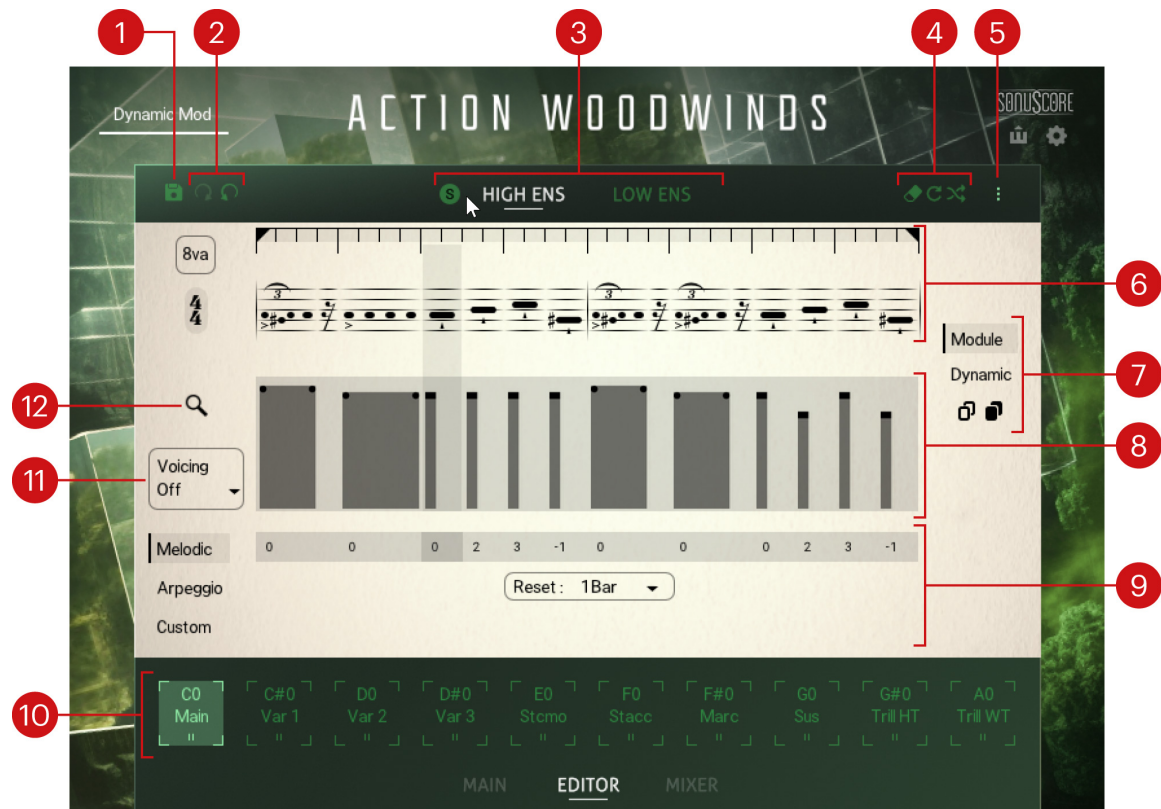 1 2 3 4 5
Dynamic Mod
ACTION WOODWINDS
SONUSCORE
S HIGH ENS LOW ENS
8va
4
4
3 3 3
6
Module
Dynamic
7
12
8
11
Voicing
Off
Melodic 0 0 0 2 3 -1 0 0 0 2 3 -1
Arpeggio
Reset: 1Bar
9
Custom
10
C0 C#0 D0 D#0 E0 F0 F#0 G0 G#0 A0
Main Var 1 Var 2 Var 3 Stcmo Stacc Marc Sus Trill HT Trill WT
MAIN EDITOR MIXER